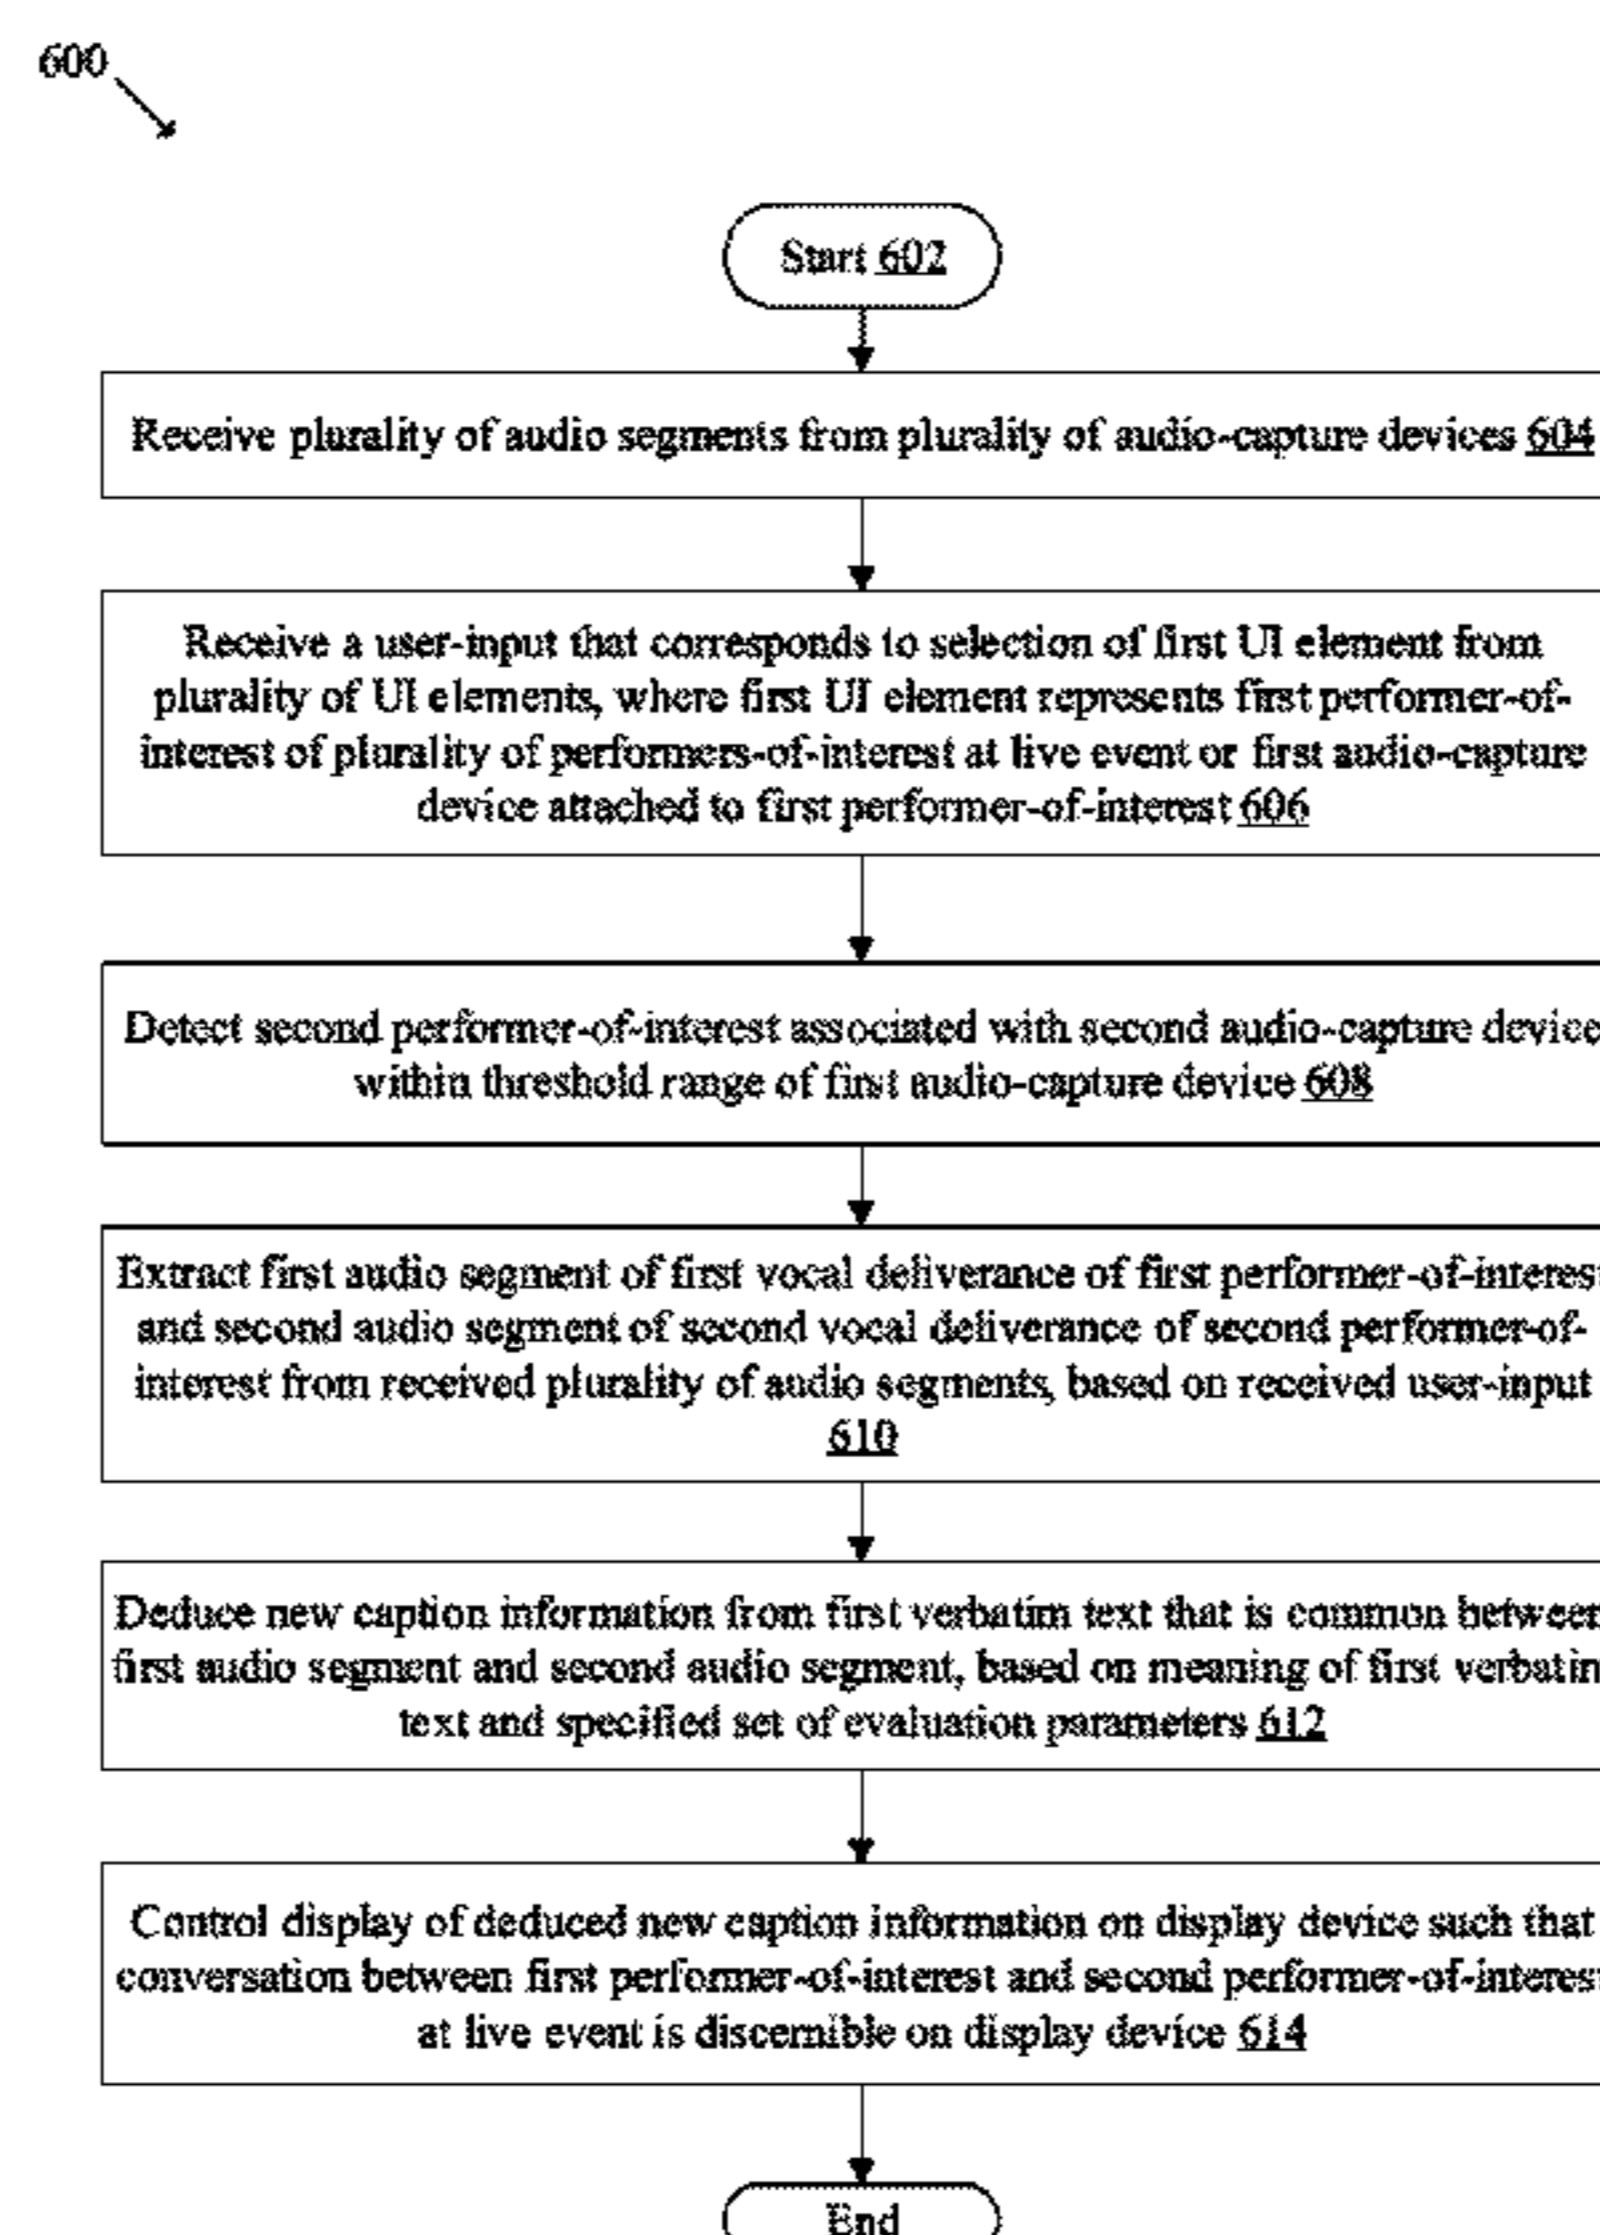 600
Start 602
Receive plurality of audio segments from plurality of audio-capture devices 604
Receive a user-input that corresponds to selection of first UI element from
plurality of UI elements, where first UI element represents first performer-of-
interest of plurality of performers-of-interest at live event or first audio-capture
device attached to first performer-of-interest 606
Detect second performer-of-interest associated with second audio-capture device
within threshold range of first audio-capture device 608
Extract first audio segment of first vocal deliverance of first performer-of-interest
and second audio segment of second vocal deliverance of second performer-of-
interest from received plurality of audio segments, based on received user-input
610
Deduce new caption information from first verbatim text that is common between
first audio segment and second audio segment, based on meaning of first verbatim
text and specified set of evaluation parameters 612
Control display of deduced new caption information on display device such that
conversation between first performer-of-interest and second performer-of-interest
at live event is discernible on display device 614
End